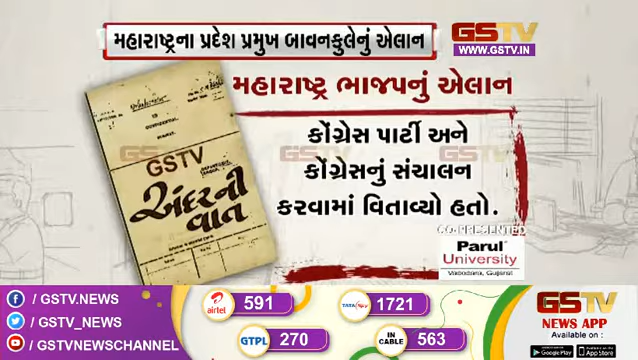 મહારાષ્ટ્રના પ્રદેશ પ્રમુખ બાવનકુલેનું એલાન
GSTV
WWW.GSTV.IN
મહારાષ્ટ્ર ભાજપનું એલાન
કોંગ્રેસ પાર્ટી અને
કોંગ્રેસનું સંચાલન
કરવામાં વિતાવ્યો હતો.
GSTV
અંદરની
વાત
CO-PRESENTED
Parul
University
Vadodara, Gujarat
/ GSTV.NEWS
/ GSTV_NEWS
/ GSTVNEWSCHANNEL
airtel 591
TATA Sky 1721
GTPL 270
IN CABLE 563
GSTV
NEWS APP
Available on :
Google Play App Store